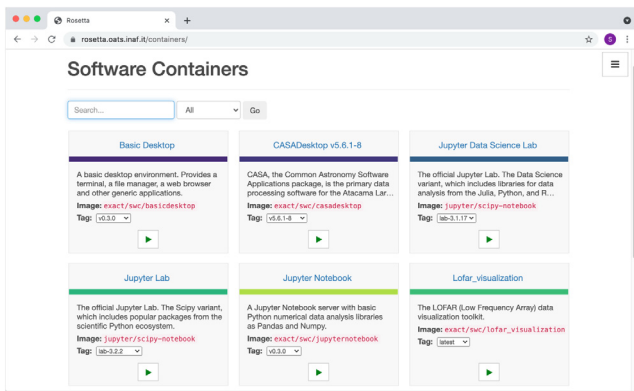 Rosetta
rosetta.oats.inaf.it/containers/
S
Software Containers
Search...
All
Go
Basic Desktop
A basic desktop environment. Provides a
terminal, a file manager, a web browser
and other generic applications.
Image: exact/swc/basicdesktop
Tag: v0.3.0
CASADesktop v5.6.1-8
CASA, the Common Astronomy Software
Applications package, is the primary data
processing software for the Atacama Lar...
Image: exact/swc/casadesktop
Tag: v5.6.1-8
Jupyter Data Science Lab
The official Jupyter Lab. The Data Science
variant, which includes libraries for data
analysis from the Julia, Python, and R...
Image: jupyter/scipy-notebook
Tag: lab-3.1.17
Jupyter Lab
The official Jupyter Lab. The Scipy variant,
which includes popular packages from the
scientific Python ecosystem.
Image: jupyter/scipy-notebook
Tag: lab-3.2.2
Jupyter Notebook
A Jupyter Notebook server with basic
Python numerical data analysis libraries
as Pandas and Numpy.
Image: exact/swc/jupyternotebook
Tag: v0.3.0
Lofar_visualization
The LOFAR (Low Frequency Array) data
visualization toolkit.
Image: exact/swc/lofar_visualization
Tag: latest